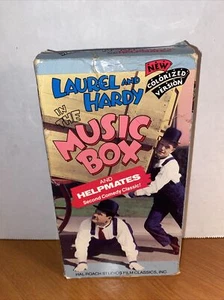 LAUREL AND
HARDY
NEW
COLORIZED
VERSION
IN THE
MUSIC
BOX
AND
HELPMATES
Second Comedy Classic!
HAL ROACH STUDIOS FILM CLASSICS, INC.